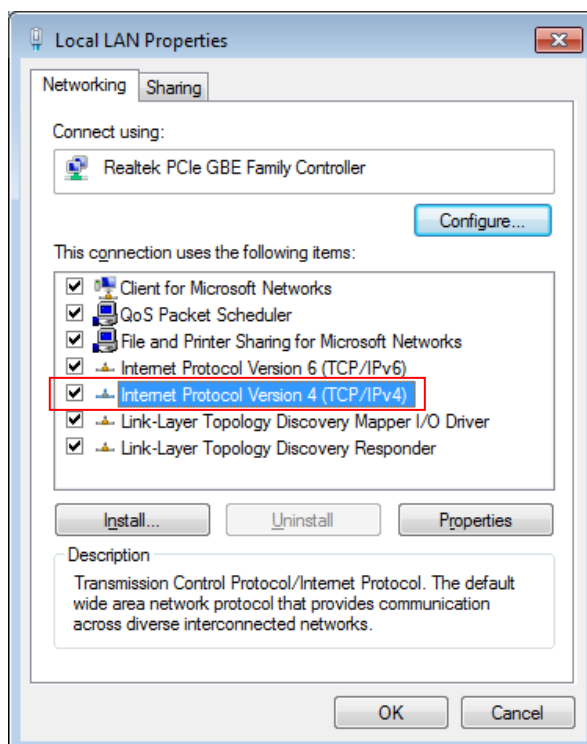 Local LAN Properties
Networking
Sharing
Connect using:
Realtek PCIe GBE Family Controller
Configure...
This connection uses the following items:
Client for Microsoft Networks
QoS Packet Scheduler
File and Printer Sharing for Microsoft Networks
Internet Protocol Version 6 (TCP/IPv6)
Internet Protocol Version 4 (TCP/IPv4)
Link-Layer Topology Discovery Mapper I/O Driver
Link-Layer Topology Discovery Responder
Install...
Uninstall
Properties
Description
Transmission Control Protocol/Internet Protocol. The default
wide area network protocol that provides communication
across diverse interconnected networks.
OK
Cancel